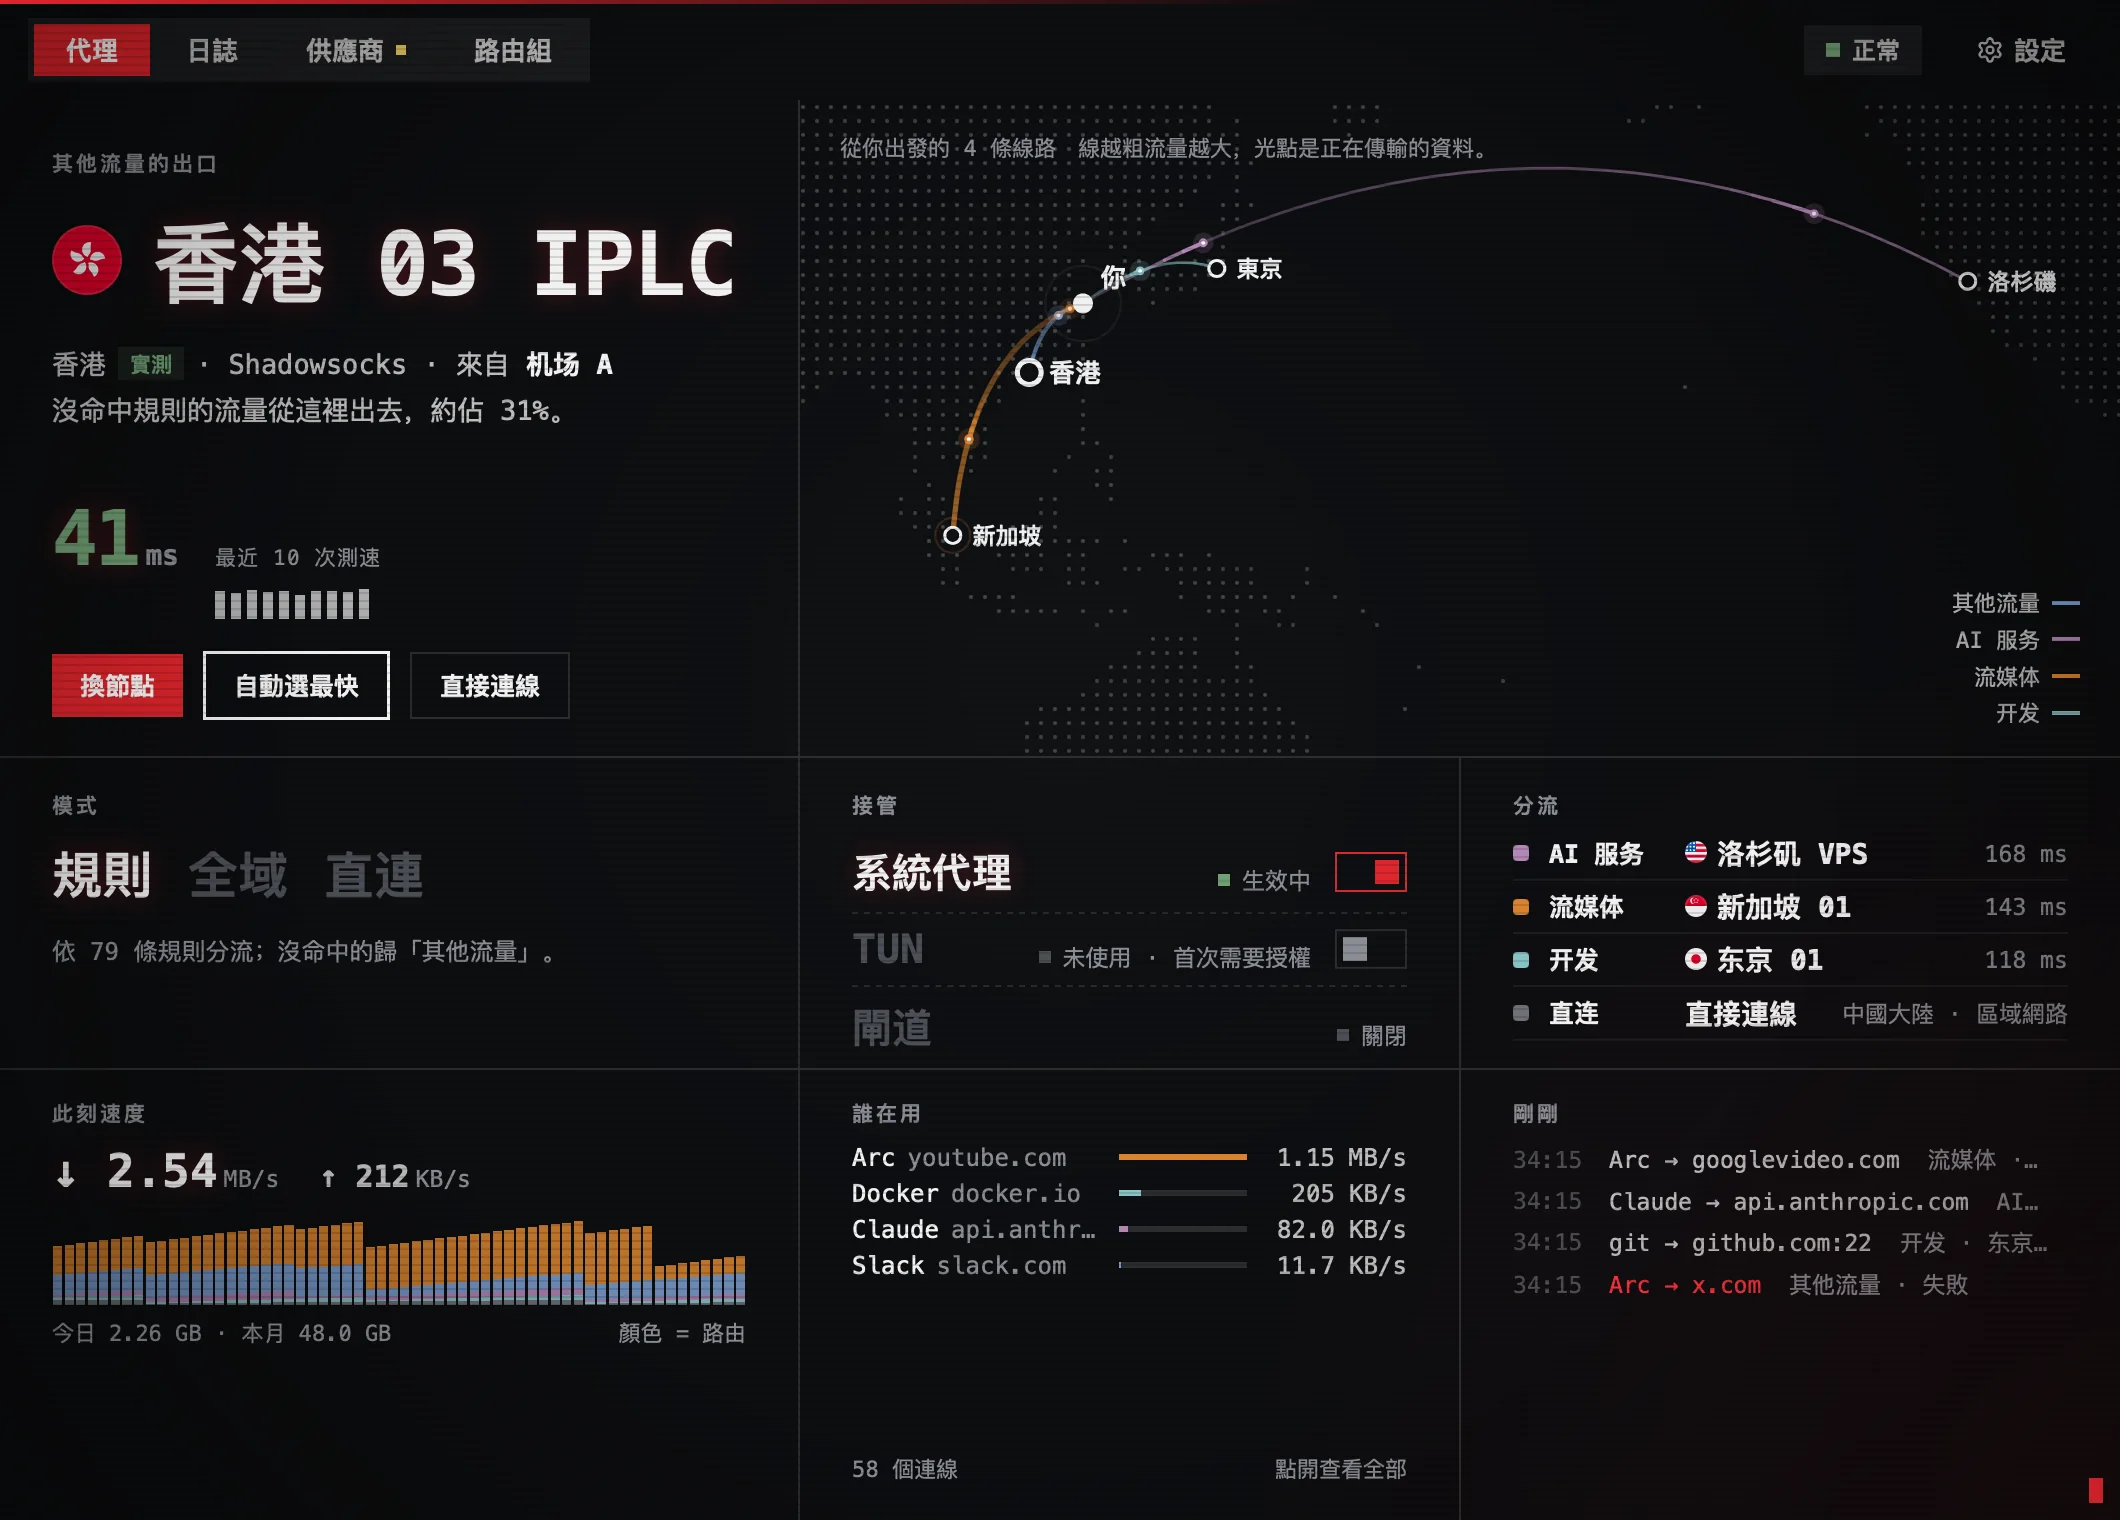 代理 日誌 供應商 路由組 正常 設定
其他流量的出口
香港 03 IPLC
香港 實測 · Shadowsocks · 來自 机场 A
沒命中規則的流量從這裡出去，約佔 31%。
41 ms 最近 10 次測速
換節點 自動選最快 直接連線
從你出發的 4 條線路 線越粗流量越大，光點是正在傳輸的資料。
你
東京
洛杉磯
香港
新加坡
其他流量
AI 服务
流媒体
开发
模式
規則 全域 直連
依 79 條規則分流；沒命中的歸「其他流量」。
接管
系統代理 生效中
TUN 未使用 · 首次需要授權
閘道 關閉
分流
AI 服务 洛杉矶 VPS 168 ms
流媒体 新加坡 01 143 ms
开发 东京 01 118 ms
直连 直接連線 中國大陸 · 區域網路
此刻速度
↓ 2.54 MB/s ↑ 212 KB/s
今日 2.26 GB · 本月 48.0 GB 顏色 = 路由
誰在用
Arc youtube.com 1.15 MB/s
Docker docker.io 205 KB/s
Claude api.anthr… 82.0 KB/s
Slack slack.com 11.7 KB/s
58 個連線 點開查看全部
剛剛
34:15 Arc → googlevideo.com 流媒体 ·…
34:15 Claude → api.anthropic.com AI…
34:15 git → github.com:22 开发 · 东京…
34:15 Arc → x.com 其他流量 · 失敗